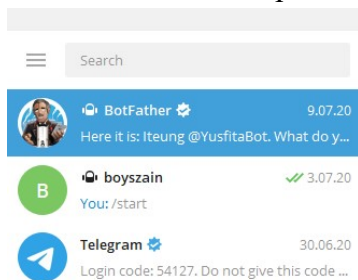 Search
BotFather 9.07.20
Here it is: Iteung @YusfitaBot. What do y...
B
boyszain 3.07.20
You: /start
Telegram 30.06.20
Login code: 54127. Do not give this code ...